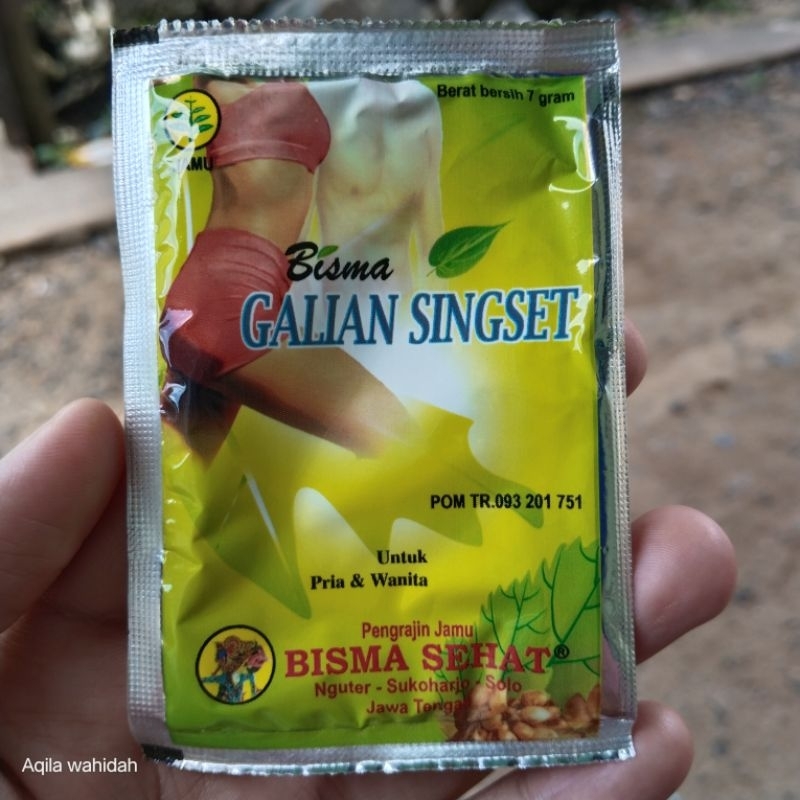 Berat bersih 7 gram
JAMU
Bisma
GALIAN SINGSET
POM TR.093 201 751
Untuk
Pria & Wanita
Pengrajin Jamu
BISMA SEHAT®
Nguter - Sukoharjo - Solo
Jawa Tengah
Aqila wahidah